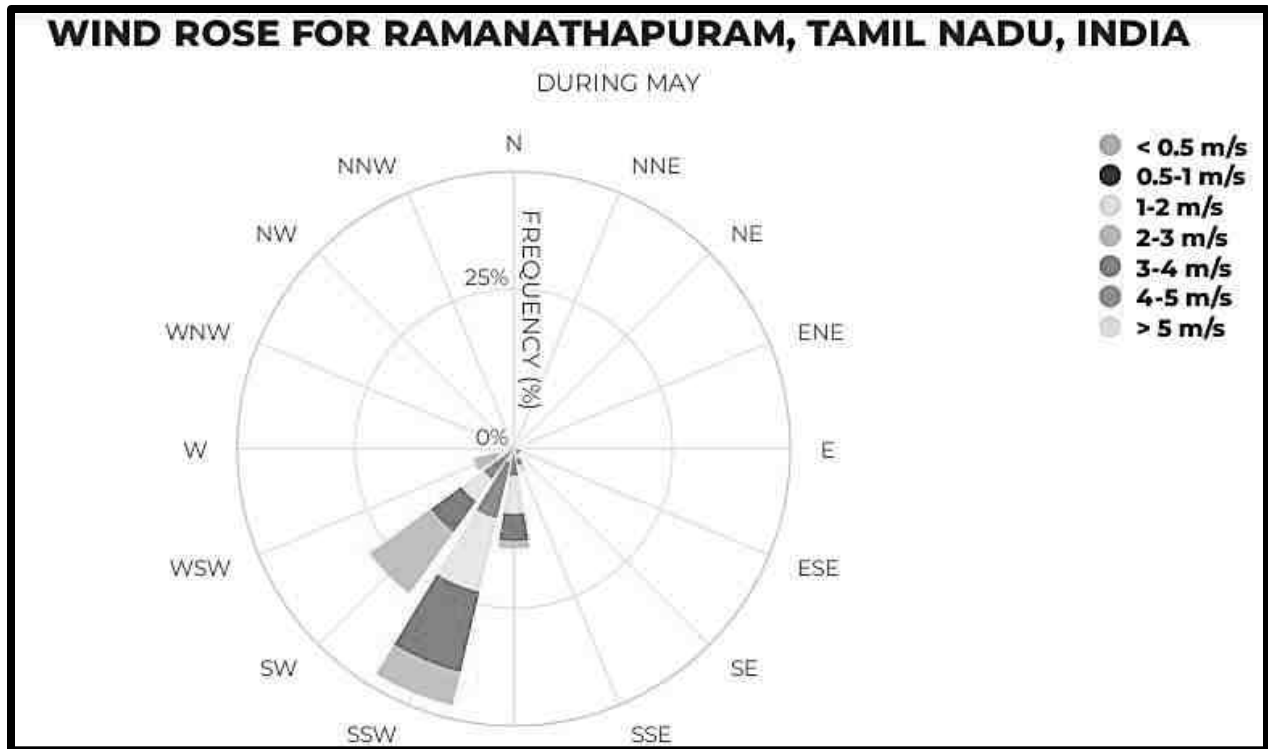 WIND ROSE FOR RAMANATHAPURAM, TAMIL NADU, INDIA
DURING MAY
N
NNW
NNE
NW
NE
FREQUENCY (%)
25%
WNW
ENE
0%
W
E
WSW
ESE
SW
SE
SSW
SSE
< 0.5 m/s
0.5-1 m/s
1-2 m/s
2-3 m/s
3-4 m/s
4-5 m/s
> 5 m/s